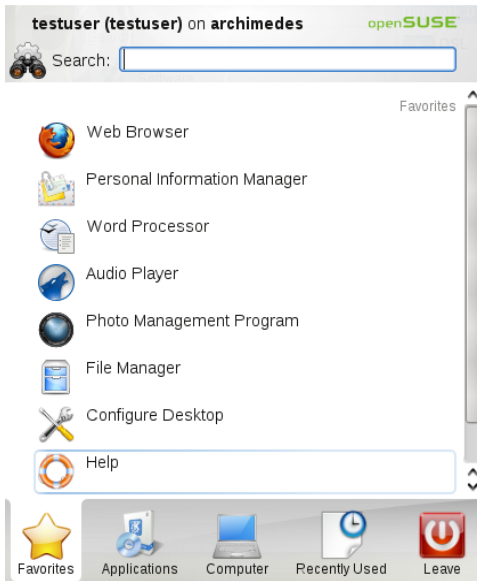 testuser (testuser) on archimedes openSUSE
Search:
Favorites
Web Browser
Personal Information Manager
Word Processor
Audio Player
Photo Management Program
File Manager
Configure Desktop
Help
Favorites Applications Computer Recently Used Leave